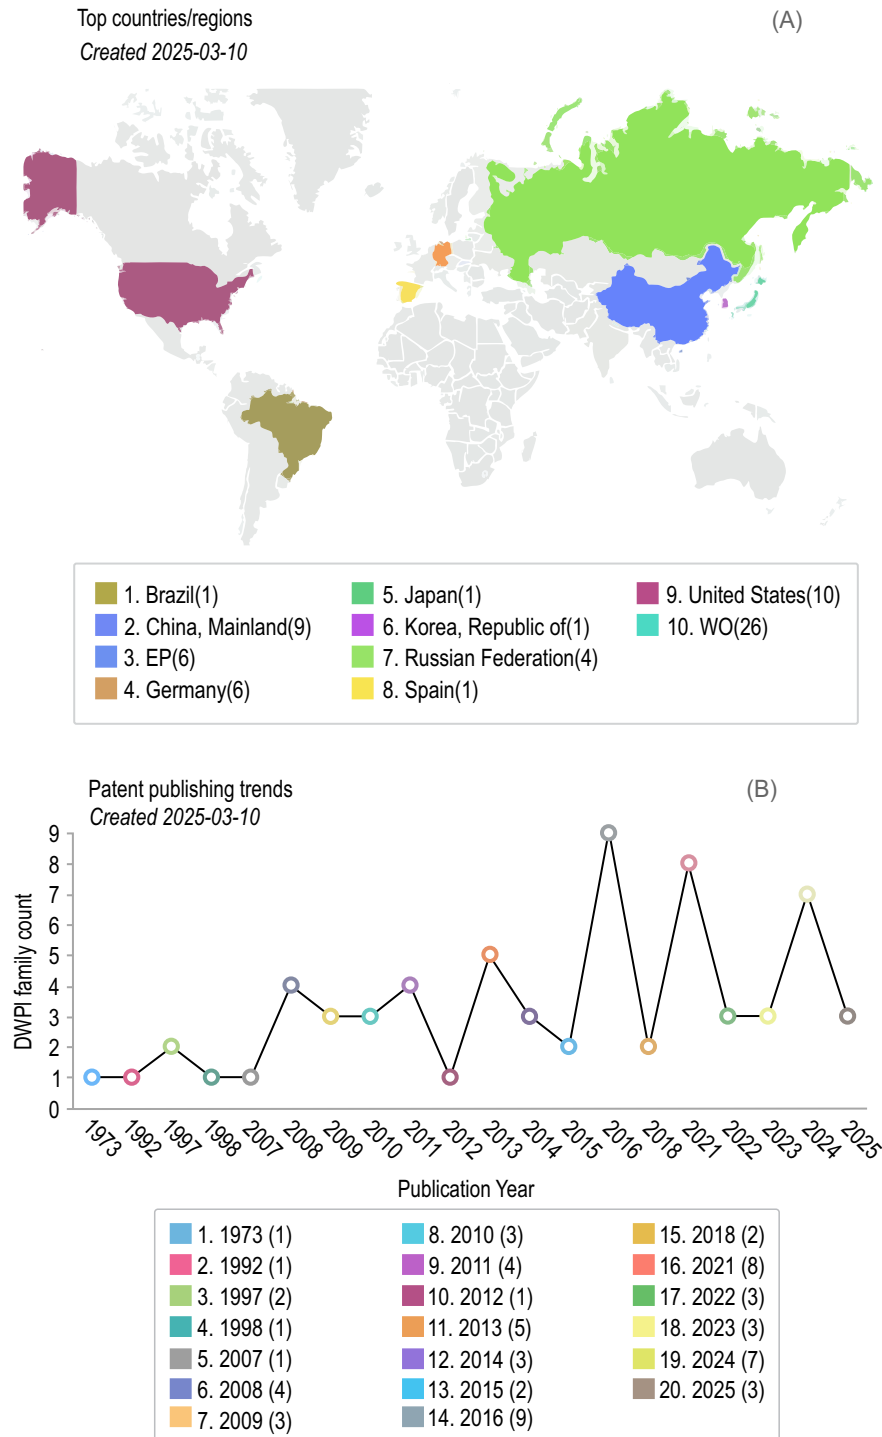 Top countries/regions
(A)
Created 2025-03-10
1. Brazil(1)
2. China, Mainland(9)
3. EP(6)
4. Germany(6)
5. Japan(1)
6. Korea, Republic of(1)
7. Russian Federation(4)
8. Spain(1)
9. United States(10)
10. WO(26)
Patent publishing trends
(B)
Created 2025-03-10
DWPI family count
9
8
7
6
5
4
3
2
1
0
1973
1992
1997
1998
2007
2008
2009
2010
2011
2012
2013
2014
2015
2016
2018
2021
2022
2023
2024
2025
Publication Year
1. 1973 (1)
2. 1992 (1)
3. 1997 (2)
4. 1998 (1)
5. 2007 (1)
6. 2008 (4)
7. 2009 (3)
8. 2010 (3)
9. 2011 (4)
10. 2012 (1)
11. 2013 (5)
12. 2014 (3)
13. 2015 (2)
14. 2016 (9)
15. 2018 (2)
16. 2021 (8)
17. 2022 (3)
18. 2023 (3)
19. 2024 (7)
20. 2025 (3)